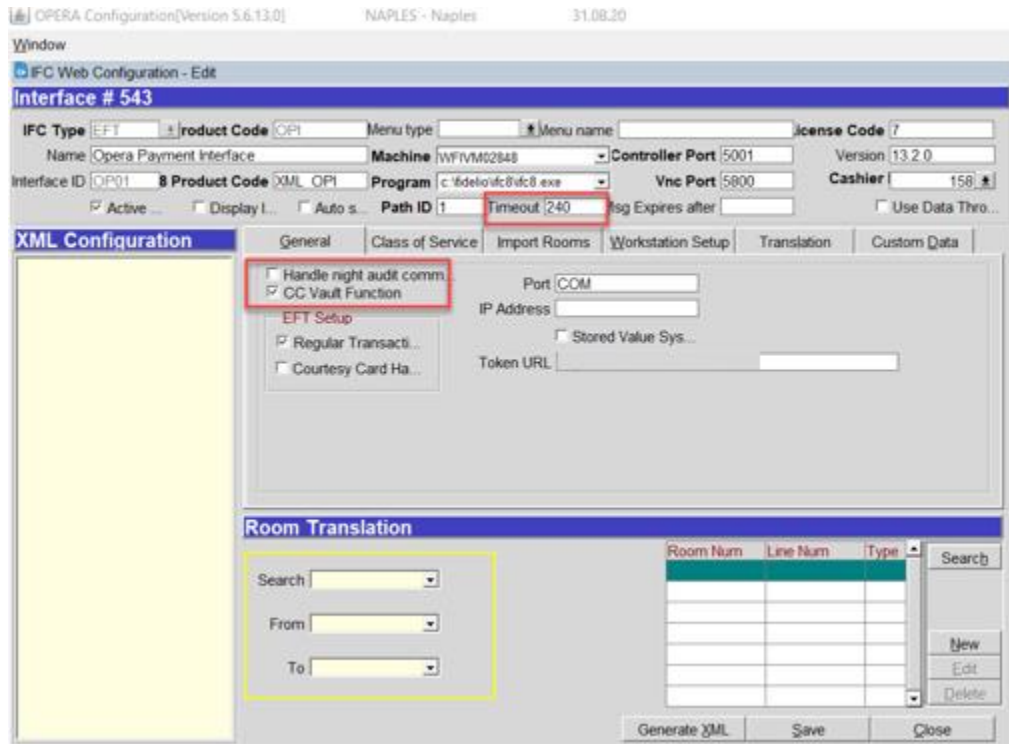 OPERA Configuration[Version 5.6.13.0] NAPLES - Naples 31.08.20
Window
IFC Web Configuration - Edit
Interface # 543
IFC Type EFT roduct Code OPI Menu type Menu name icense Code 7
Name Opera Payment Interface Machine WFIVM02848 Controller Port 5001 Version 13.2.0
Interface ID OP01 8 Product Code XML_OPI Program c:\fidelio\ifc8\ifc8.exe Vnc Port 5800 Cashier I 158
Active ... Display I... Auto s... Path ID 1 Timeout 240 Msg Expires after Use Data Thro...
XML Configuration General Class of Service Import Rooms Workstation Setup Translation Custom Data
Handle night audit comm... Port COM
CC Vault Function IP Address
EFT Setup Stored Value Sys...
Regular Transacti...
Courtesy Card Ha... Token URL
Room Translation
Room Num Line Num Type Search
Search
From
New
To Edit
Delete
Generate XML Save Close